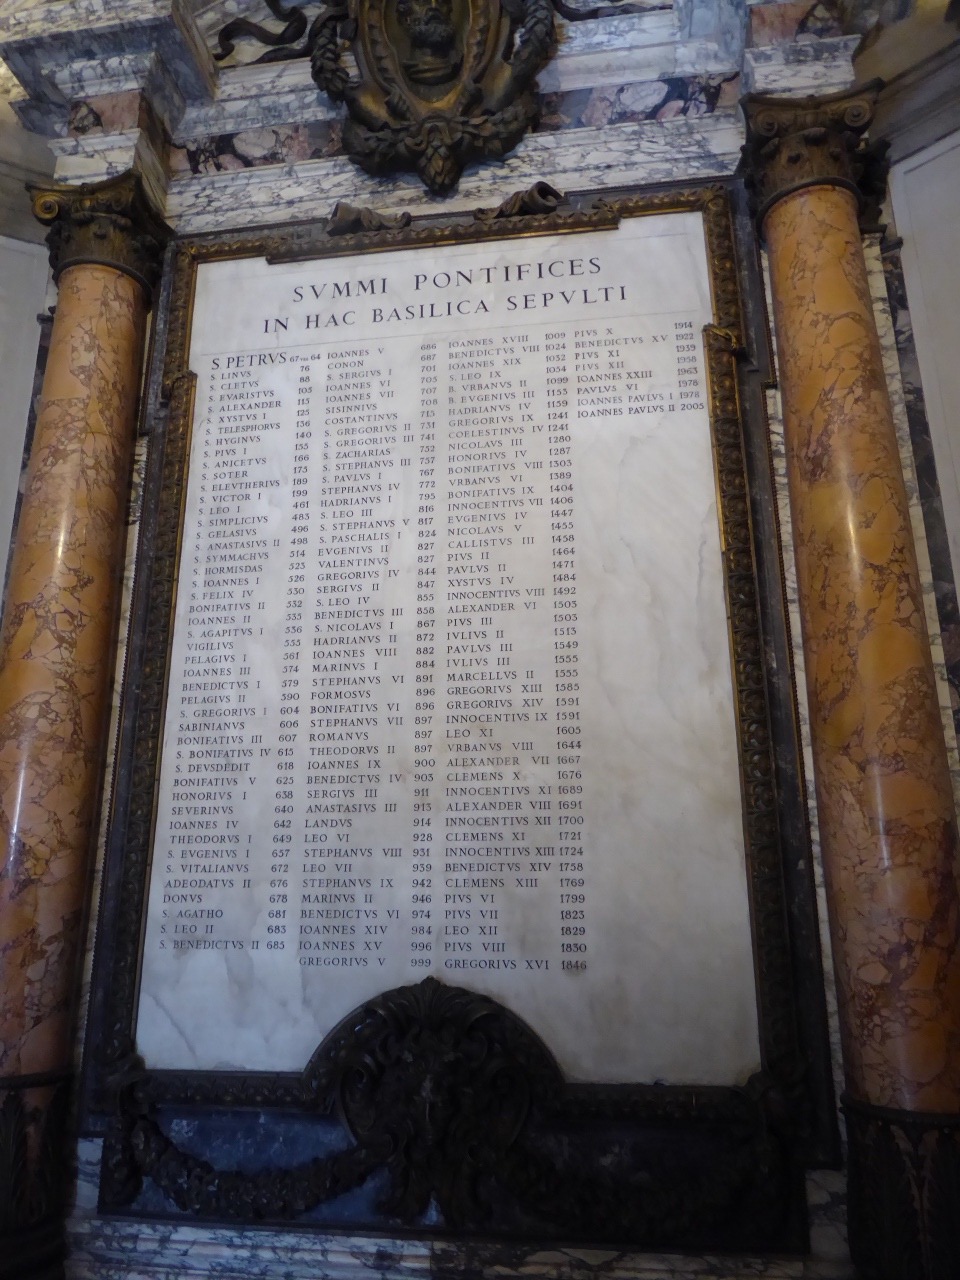 SVMMI PONTIFICES
IN HAC BASILICA SEPVLTI
S PETRVS 67 vel 64
S. LINVS 76
S. CLETVS 88
S. EVARISTVS 105
S. ALEXANDER 115
S. XYSTVS I 125
S. TELESPHORVS 136
S. HYGINVS 140
S. PIVS I 155
S. ANICETVS 166
S. SOTER 175
S. ELEVTHERIVS 189
S. VICTOR I 199
S. LEO I 461
S. SIMPLICIVS 483
S. GELASIVS 496
S. ANASTASIVS II 498
S. SYMMACHVS 514
S. HORMISDAS 523
S. IOANNES I 526
S. FELIX IV 530
BONIFATIVS II 532
IOANNES II 535
S. AGAPITVS I 536
VIGILIVS 555
PELAGIVS I 561
IOANNES III 574
BENEDICTVS I 579
PELAGIVS II 590
S. GREGORIVS I 604
SABINIANVS 606
BONIFATIVS III 607
S. BONIFATIVS IV 615
S. DEVSDEDIT 618
BONIFATIVS V 625
HONORIVS I 638
SEVERINVS 640
IOANNES IV 642
THEODORVS I 649
S. EVGENIVS I 657
S. VITALIANVS 672
ADEODATVS II 676
DONVS 678
S. AGATHO 681
S. LEO II 683
S. BENEDICTVS II 685
IOANNES V 686
CONON 687
S. SERGIVS I 701
IOANNES VI 705
IOANNES VII 707
SISINNIVS 708
COSTANTINVS 715
S. GREGORIVS II 731
S. GREGORIVS III 741
S. ZACHARIAS 752
STEPHANVS III 757
S. PAVLVS I 767
STEPHANVS IV 772
HADRIANVS I 795
S. LEO III 816
STEPHANVS V 817
S. PASCHALIS I 824
EVGENIVS II 827
VALENTINVS 827
GREGORIVS IV 844
SERGIVS II 847
S. LEO IV 855
BENEDICTVS III 858
S. NICOLAVS I 867
HADRIANVS II 872
IOANNES VIII 882
MARINVS I 884
STEPHANVS VI 891
FORMOSVS 896
BONIFATIVS VI 896
STEPHANVS VII 897
ROMANVS 897
THEODORVS II 897
IOANNES IX 900
BENEDICTVS IV 903
SERGIVS III 911
ANASTASIVS III 913
LANDVS 914
LEO VI 928
STEPHANVS VIII 931
LEO VII 939
STEPHANVS IX 942
MARINVS II 946
BENEDICTVS VI 974
IOANNES XIV 984
IOANNES XV 996
GREGORIVS V 999
IOANNES XVIII 1009
BENEDICTVS VIII 1024
IOANNES XIX 1032
S. LEO IX 1054
B. VRBANVS II 1099
B. EVGENIVS III 1153
HADRIANVS IV 1159
GREGORIVS IX 1241
COELESTINVS IV 1241
NICOLAVS III 1280
HONORIVS IV 1287
BONIFATIVS VIII 1303
VRBANVS VI 1389
BONIFATIVS IX 1404
INNOCENTIVS VII 1406
EVGENIVS IV 1447
NICOLAVS V 1455
CALLISTVS III 1458
PIVS II 1464
PAVLVS II 1471
XYSTVS IV 1484
INNOCENTIVS VIII 1492
ALEXANDER VI 1503
PIVS III 1503
IVLIVS II 1513
PAVLVS III 1549
IVLIVS III 1555
MARCELLVS II 1555
GREGORIVS XIII 1585
GREGORIVS XIV 1591
INNOCENTIVS IX 1591
LEO XI 1605
VRBANVS VIII 1644
ALEXANDER VII 1667
CLEMENS X 1676
INNOCENTIVS XI 1689
ALEXANDER VIII 1691
INNOCENTIVS XII 1700
CLEMENS XI 1721
INNOCENTIVS XIII 1724
BENEDICTVS XIV 1758
CLEMENS XIII 1769
PIVS VI 1799
PIVS VII 1823
LEO XII 1829
PIVS VIII 1830
GREGORIVS XVI 1846
PIVS X 1914
BENEDICTVS XV 1922
PIVS XI 1939
PIVS XII 1958
IOANNES XXIII 1963
PAVLVS VI 1978
IOANNES PAVLVS I 1978
IOANNES PAVLVS II 2005